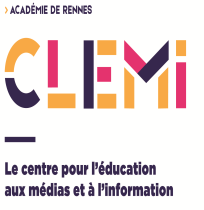 › ACADÉMIE DE RENNES
CLEMI
Le centre pour l'éducation
aux médias et à l'information